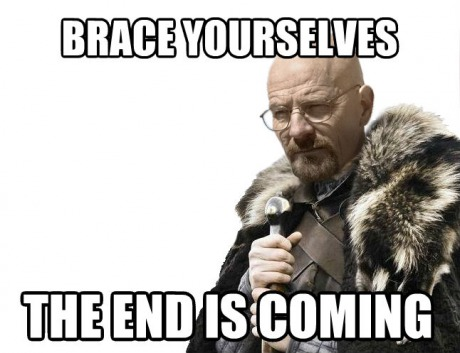 BRACE YOURSELVES
THE END IS COMING